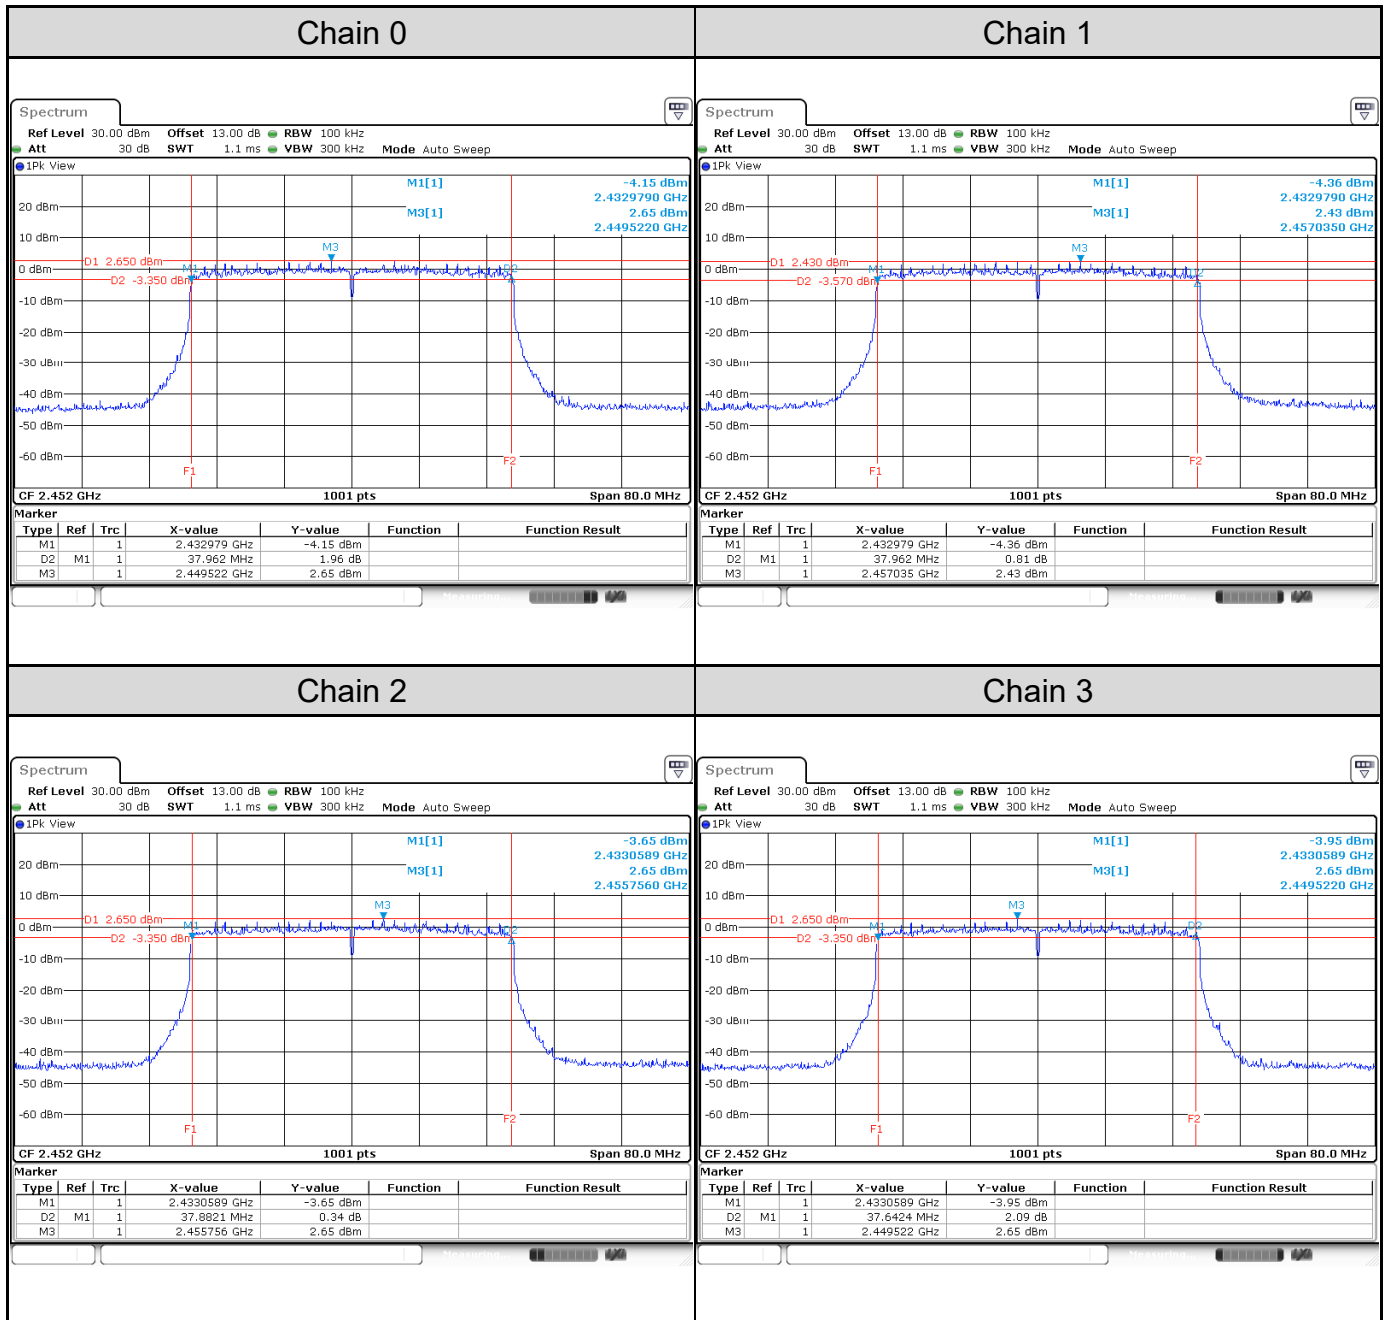 Chain 0
Spectrum
Ref Level 30.00 dBm Offset 13.00 dB RBW 100 kHz
Att 30 dB SWT 1.1 ms VBW 300 kHz Mode Auto Sweep
1Pk View
M1[1] -4.15 dBm
2.4329790 GHz
M3[1] 2.65 dBm
2.4495220 GHz
20 dBm
10 dBm
M3
D1 2.650 dBm
0 dBm
M1
D2
D2 -3.350 dBm
-10 dBm
-20 dBm
-30 dBm
-40 dBm
-50 dBm
-60 dBm
F1
F2
CF 2.452 GHz 1001 pts Span 80.0 MHz
Marker
Type Ref Trc X-value Y-value Function Function Result
M1 1 2.432979 GHz -4.15 dBm
D2 M1 1 37.962 MHz 1.96 dB
M3 1 2.449522 GHz 2.65 dBm
Measuring...
Chain 1
Spectrum
Ref Level 30.00 dBm Offset 13.00 dB RBW 100 kHz
Att 30 dB SWT 1.1 ms VBW 300 kHz Mode Auto Sweep
1Pk View
M1[1] -4.36 dBm
2.4329790 GHz
M3[1] 2.43 dBm
2.4570350 GHz
20 dBm
10 dBm
M3
D1 2.430 dBm
0 dBm
M1
D2
D2 -3.570 dBm
-10 dBm
-20 dBm
-30 dBm
-40 dBm
-50 dBm
-60 dBm
F1
F2
CF 2.452 GHz 1001 pts Span 80.0 MHz
Marker
Type Ref Trc X-value Y-value Function Function Result
M1 1 2.432979 GHz -4.36 dBm
D2 M1 1 37.962 MHz 0.81 dB
M3 1 2.457035 GHz 2.43 dBm
Measuring...
Chain 2
Spectrum
Ref Level 30.00 dBm Offset 13.00 dB RBW 100 kHz
Att 30 dB SWT 1.1 ms VBW 300 kHz Mode Auto Sweep
1Pk View
M1[1] -3.65 dBm
2.4330589 GHz
M3[1] 2.65 dBm
2.4557560 GHz
20 dBm
10 dBm
M3
D1 2.650 dBm
0 dBm
M1
D2
D2 -3.350 dBm
-10 dBm
-20 dBm
-30 dBm
-40 dBm
-50 dBm
-60 dBm
F1
F2
CF 2.452 GHz 1001 pts Span 80.0 MHz
Marker
Type Ref Trc X-value Y-value Function Function Result
M1 1 2.4330589 GHz -3.65 dBm
D2 M1 1 37.8821 MHz 0.34 dB
M3 1 2.455756 GHz 2.65 dBm
Measuring...
Chain 3
Spectrum
Ref Level 30.00 dBm Offset 13.00 dB RBW 100 kHz
Att 30 dB SWT 1.1 ms VBW 300 kHz Mode Auto Sweep
1Pk View
M1[1] -3.95 dBm
2.4330589 GHz
M3[1] 2.65 dBm
2.4495220 GHz
20 dBm
10 dBm
M3
D1 2.650 dBm
0 dBm
M1
D2
D2 -3.350 dBm
-10 dBm
-20 dBm
-30 dBm
-40 dBm
-50 dBm
-60 dBm
F1
F2
CF 2.452 GHz 1001 pts Span 80.0 MHz
Marker
Type Ref Trc X-value Y-value Function Function Result
M1 1 2.4330589 GHz -3.95 dBm
D2 M1 1 37.6424 MHz 2.09 dB
M3 1 2.449522 GHz 2.65 dBm
Measuring...